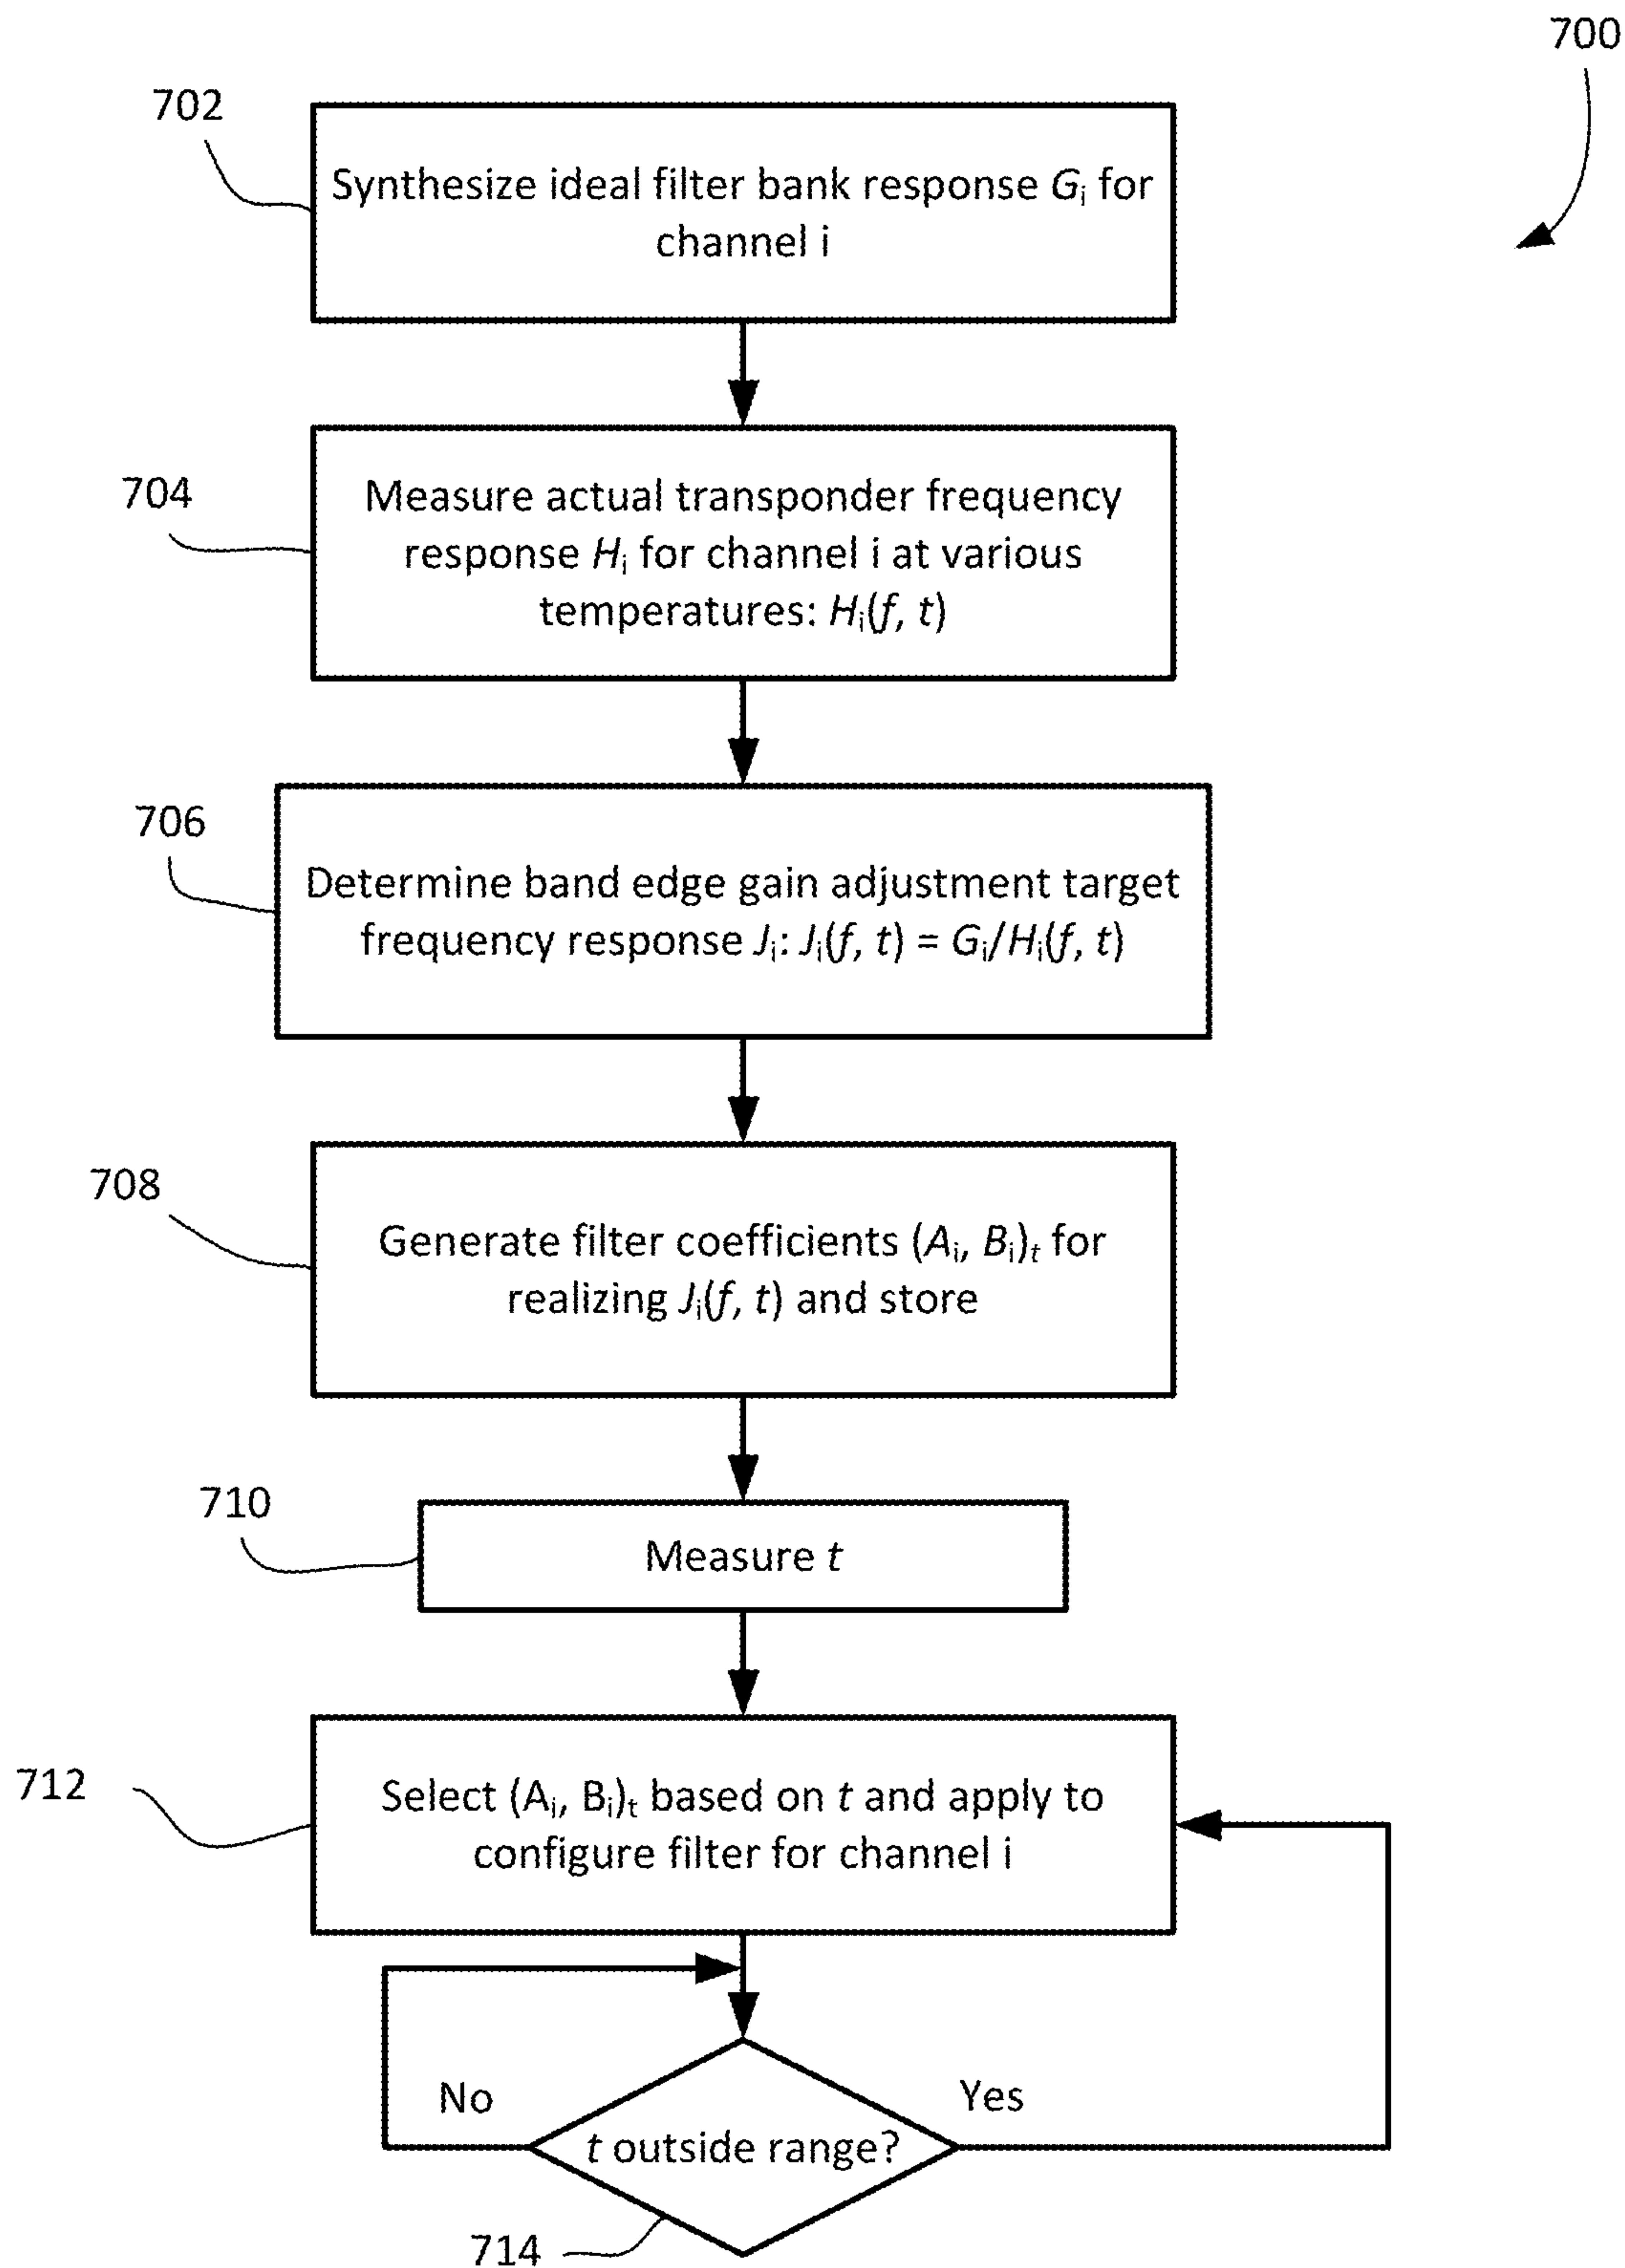 700
702
Synthesize ideal filter bank response Gi for
channel i
704
Measure actual transponder frequency
response Hi for channel i at various
temperatures: Hi(f, t)
706
Determine band edge gain adjustment target
frequency response Ji: Ji(f, t) = Gi/Hi(f, t)
708
Generate filter coefficients (Ai, Bi)t for
realizing Ji(f, t) and store
710
Measure t
712
Select (Ai, Bi)t based on t and apply to
configure filter for channel i
No
Yes
t outside range?
714